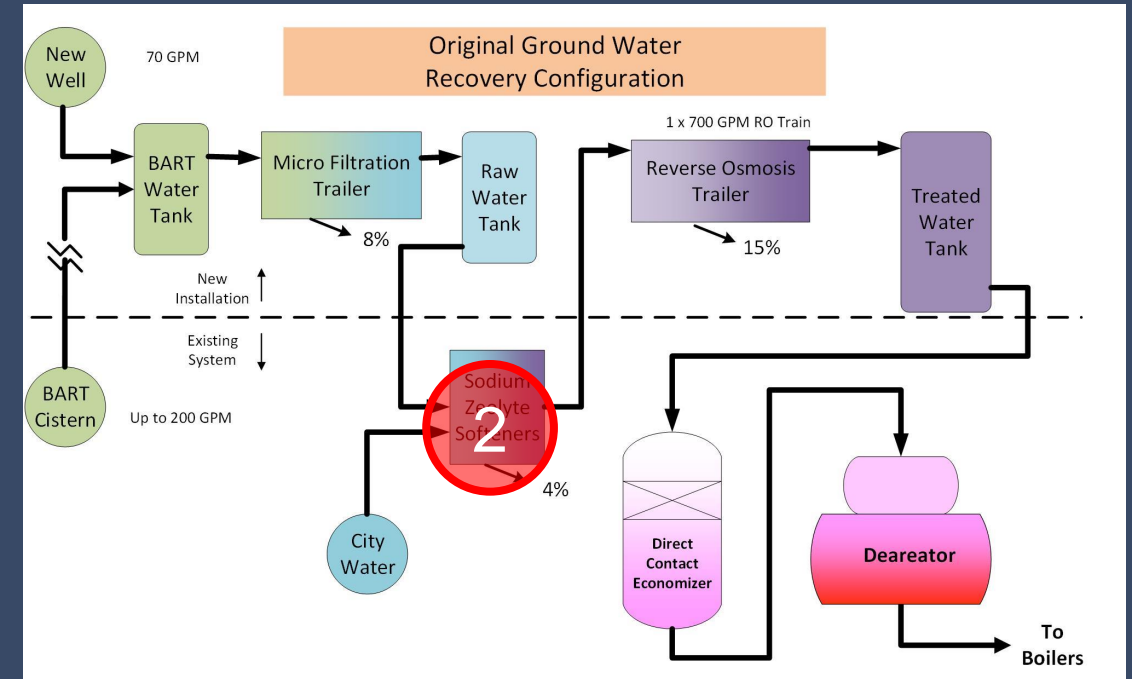 Original Ground Water
Recovery Configuration
New
Well
70 GPM
BART
Water
Tank
Micro Filtration
Trailer
8%
Raw
Water
Tank
1 x 700 GPM RO Train
Reverse Osmosis
Trailer
15%
Treated
Water
Tank
New
Installation
Existing
System
BART
Cistern
Up to 200 GPM
Sodium
Zeolyte
Softeners
2
4%
City
Water
Direct
Contact
Economizer
Deareator
To
Boilers